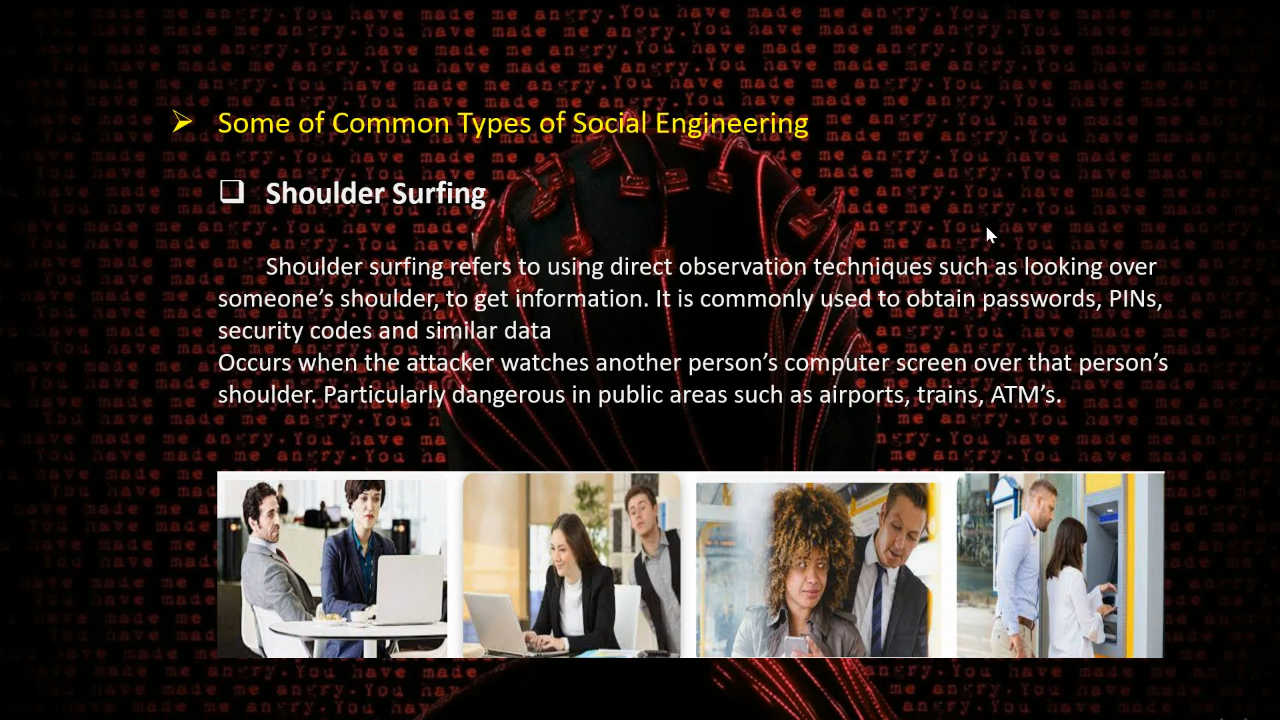 Some of Common Types of Social Engineering
Shoulder Surfing
Shoulder surfing refers to using direct observation techniques such as looking over
someone’s shoulder, to get information. It is commonly used to obtain passwords, PINs,
security codes and similar data
Occurs when the attacker watches another person’s computer screen over that person’s
shoulder. Particularly dangerous in public areas such as airports, trains, ATM’s.